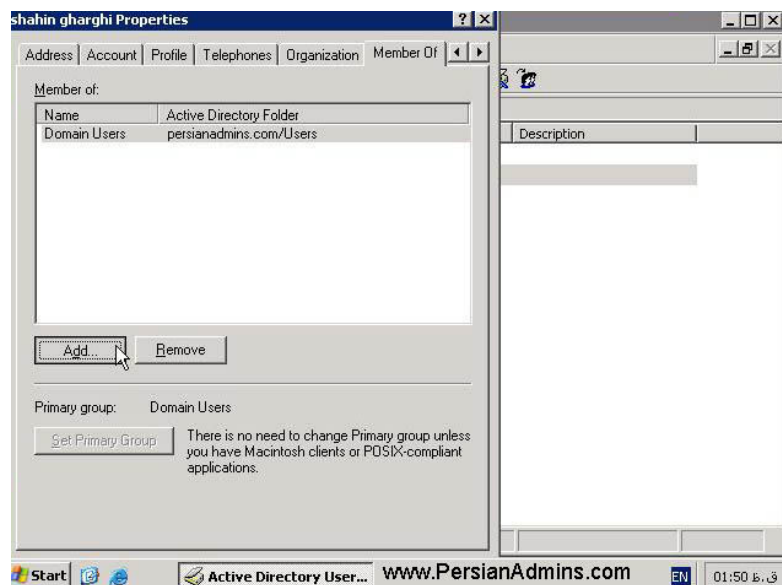 shahin gharghi Properties
Address Account Profile Telephones Organization Member Of
Member of:
Name Active Directory Folder
Domain Users persianadmins.com/Users
Description
Add... Remove
Primary group: Domain Users
Set Primary Group
There is no need to change Primary group unless
you have Macintosh clients or POSIX-compliant
applications.
Start Active Directory User... www.PersianAdmins.com EN 01:50 ق.ظ